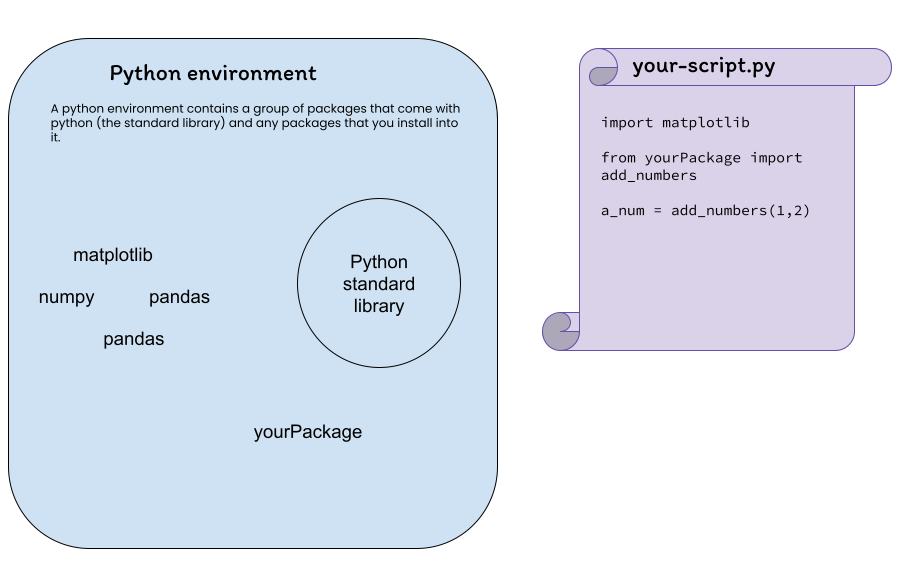 Python environment
A python environment contains a group of packages that come with
python (the standard library) and any packages that you install into
it.
matplotlib
numpy
pandas
pandas
Python
standard
library
yourPackage
your-script.py
import matplotlib
from yourPackage import
add_numbers
a_num = add_numbers(1,2)